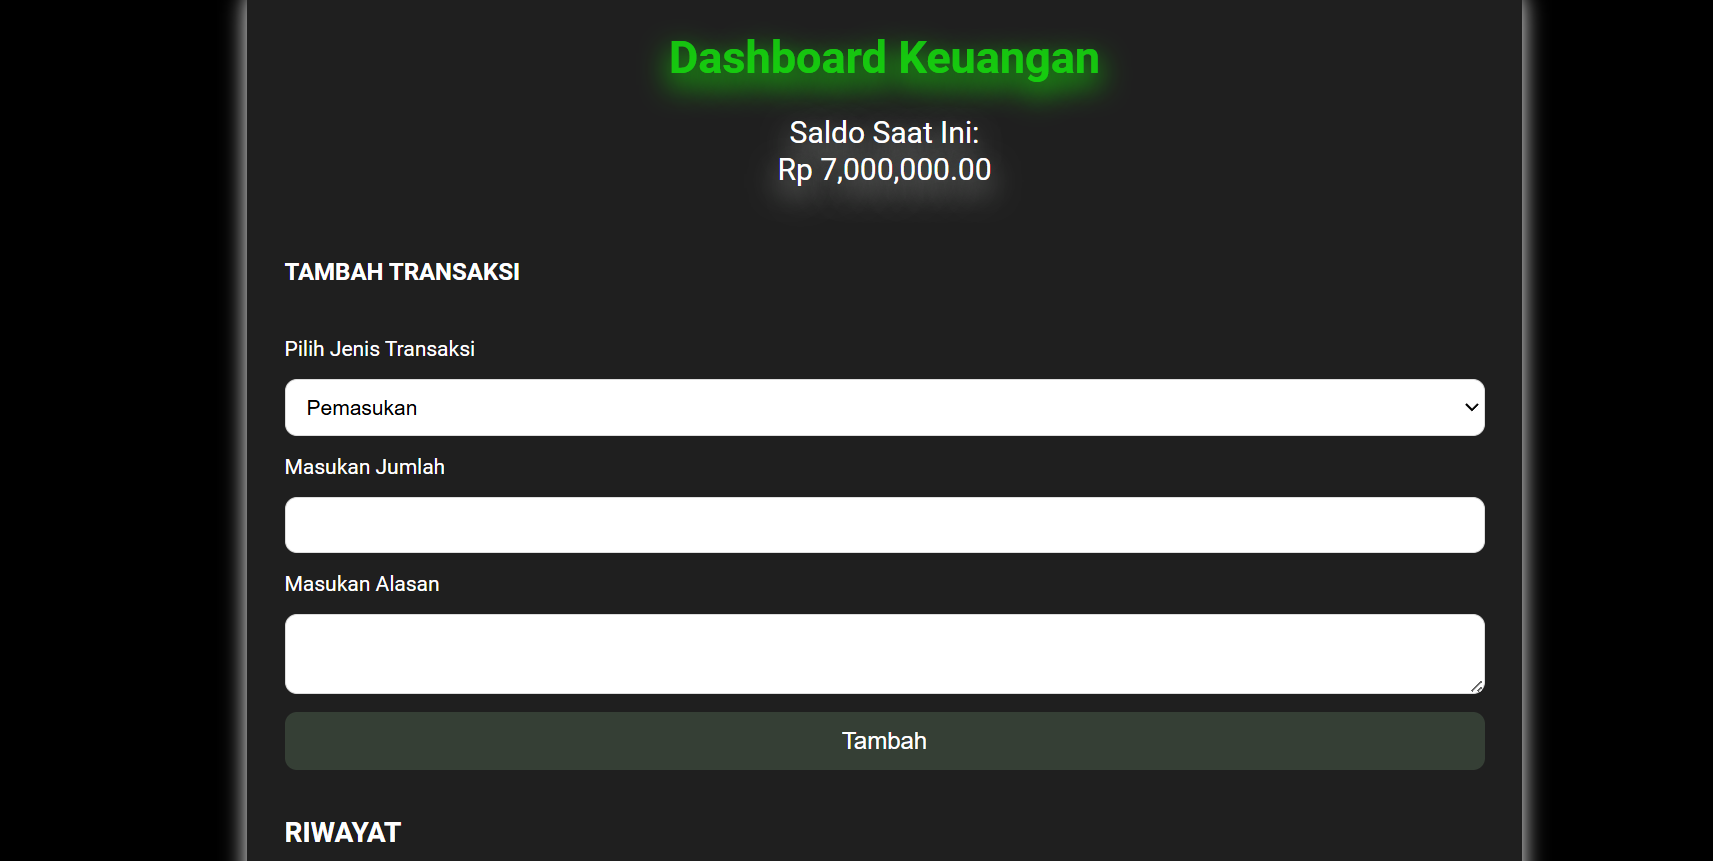 Dashboard Keuangan
Saldo Saat Ini:
Rp 7,000,000.00
TAMBAH TRANSAKSI
Pilih Jenis Transaksi
Pemasukan
Masukan Jumlah
Masukan Alasan
Tambah
RIWAYAT